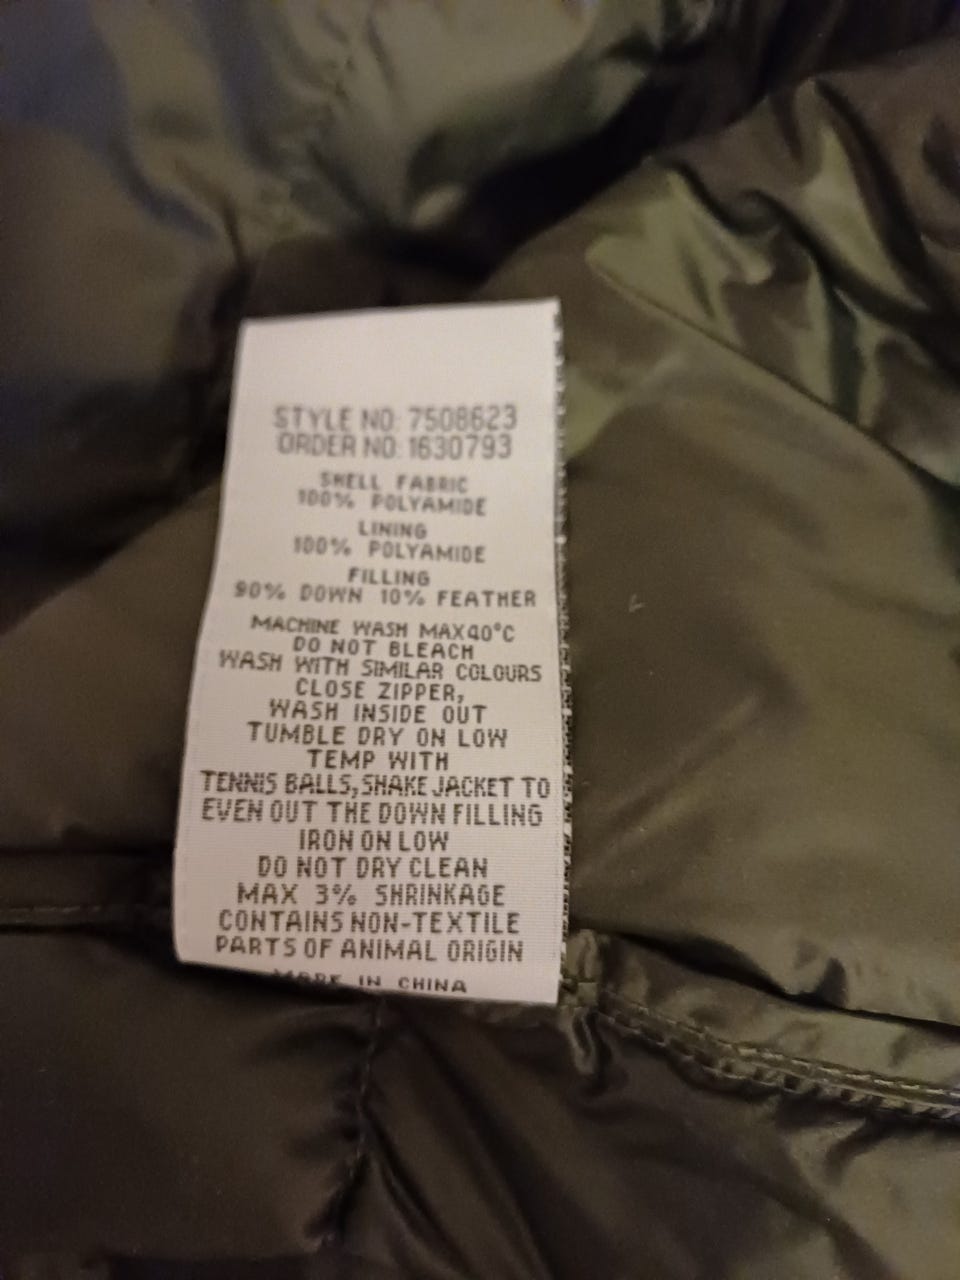 STYLE NO: 7508623
ORDER NO: 1630793
SHELL FABRIC
100% POLYAMIDE
LINING
100% POLYAMIDE
FILLING
90% DOWN 10% FEATHER
MACHINE WASH MAX40°C
DO NOT BLEACH
WASH WITH SIMILAR COLOURS
CLOSE ZIPPER,
WASH INSIDE OUT
TUMBLE DRY ON LOW
TEMP WITH
TENNIS BALLS,SHAKE JACKET TO
EVEN OUT THE DOWN FILLING
IRON ON LOW
DO NOT DRY CLEAN
MAX 3% SHRINKAGE
CONTAINS NON-TEXTILE
PARTS OF ANIMAL ORIGIN
MADE IN CHINA